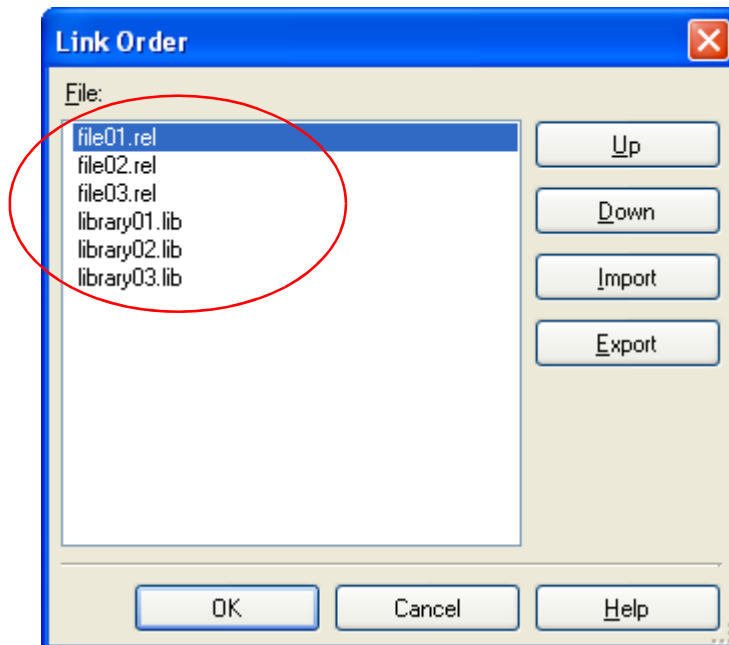 Link Order
File:
file01.rel
file02.rel
file03.rel
library01.lib
library02.lib
library03.lib
Up
Down
Import
Export
OK
Cancel
Help